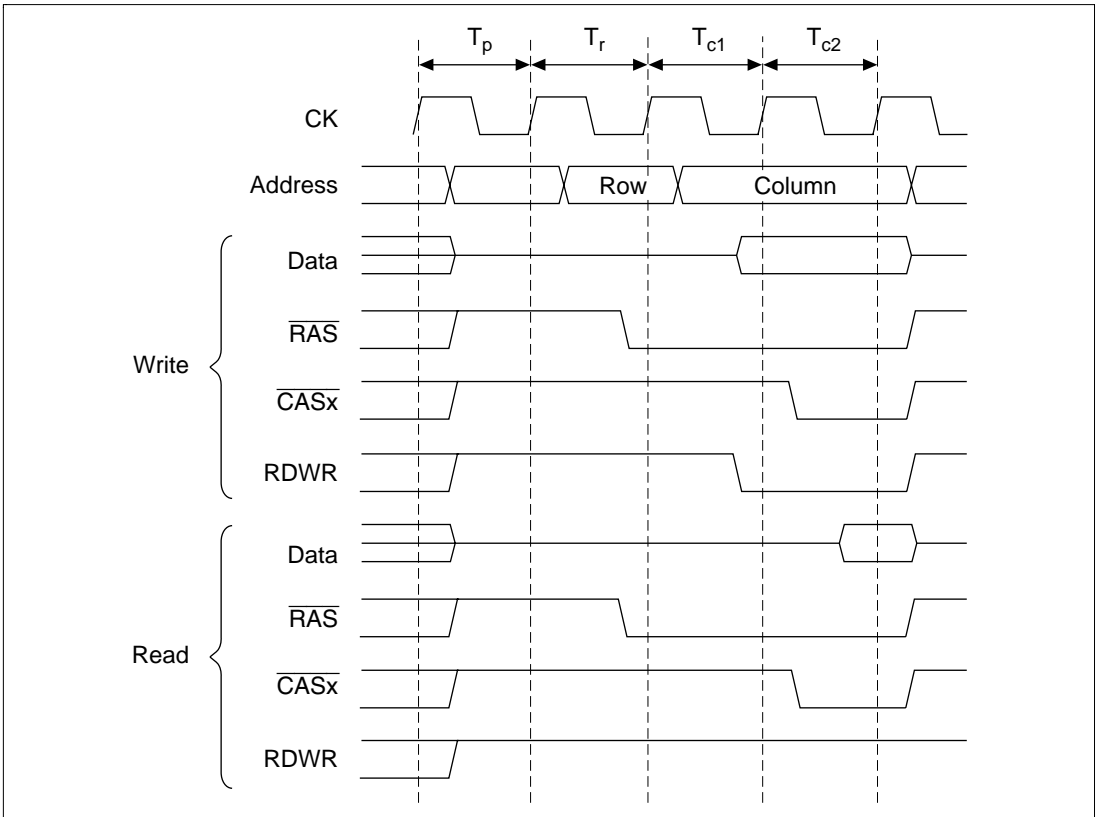 Tp Tr Tc1 Tc2
CK
Address Row Column
Data
RAS
Write
CASx
RDWR
Data
RAS
Read
CASx
RDWR